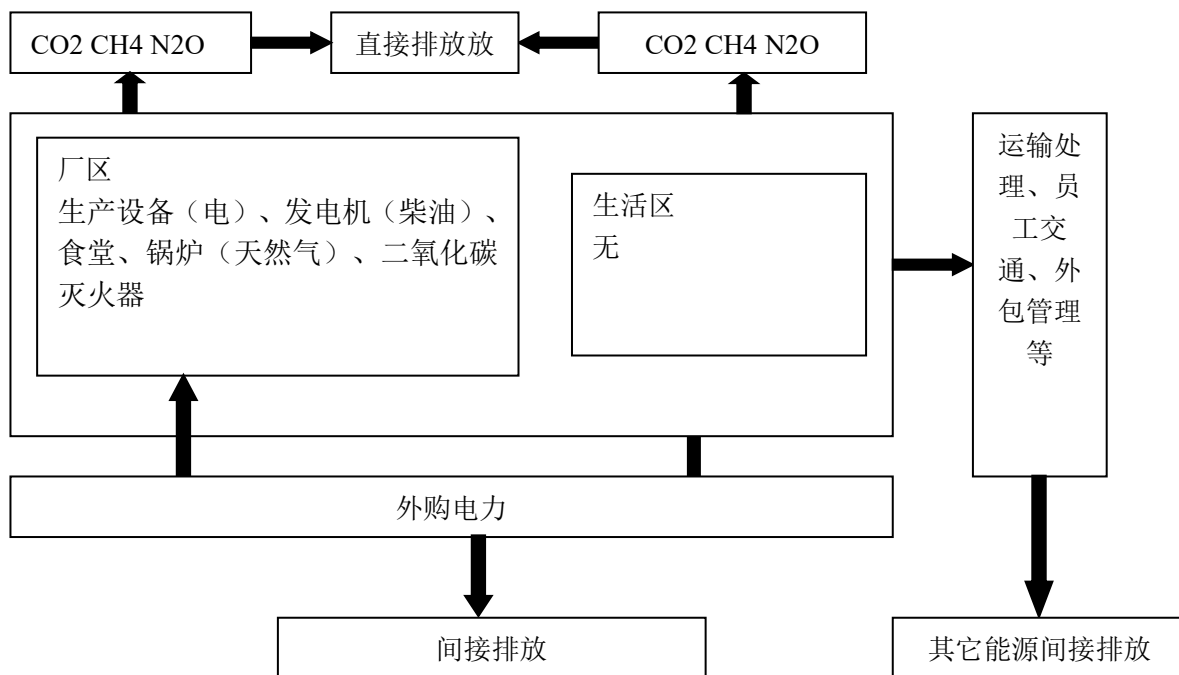 CO2 CH4 N2O
直接排放放
CO2 CH4 N2O
厂区
生产设备（电）、发电机（柴油）、
食堂、锅炉（天然气）、二氧化碳
灭火器
生活区
无
运输处
理、员
工交
通、外
包管理
等
外购电力
间接排放
其它能源间接排放